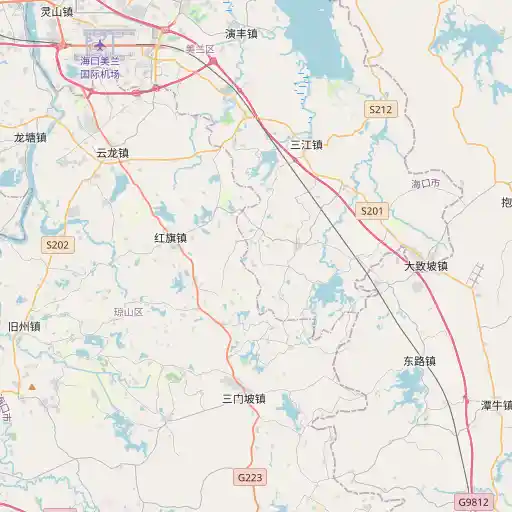 灵山镇
演丰镇
美兰区
海口美兰
国际机场
S212
龙塘镇
云龙镇
三江镇
海口市
抱
S201
红旗镇
S202
大致坡镇
琼山区
旧州镇
东路镇
海口市
三门坡镇
潭牛镇
G223
G9812